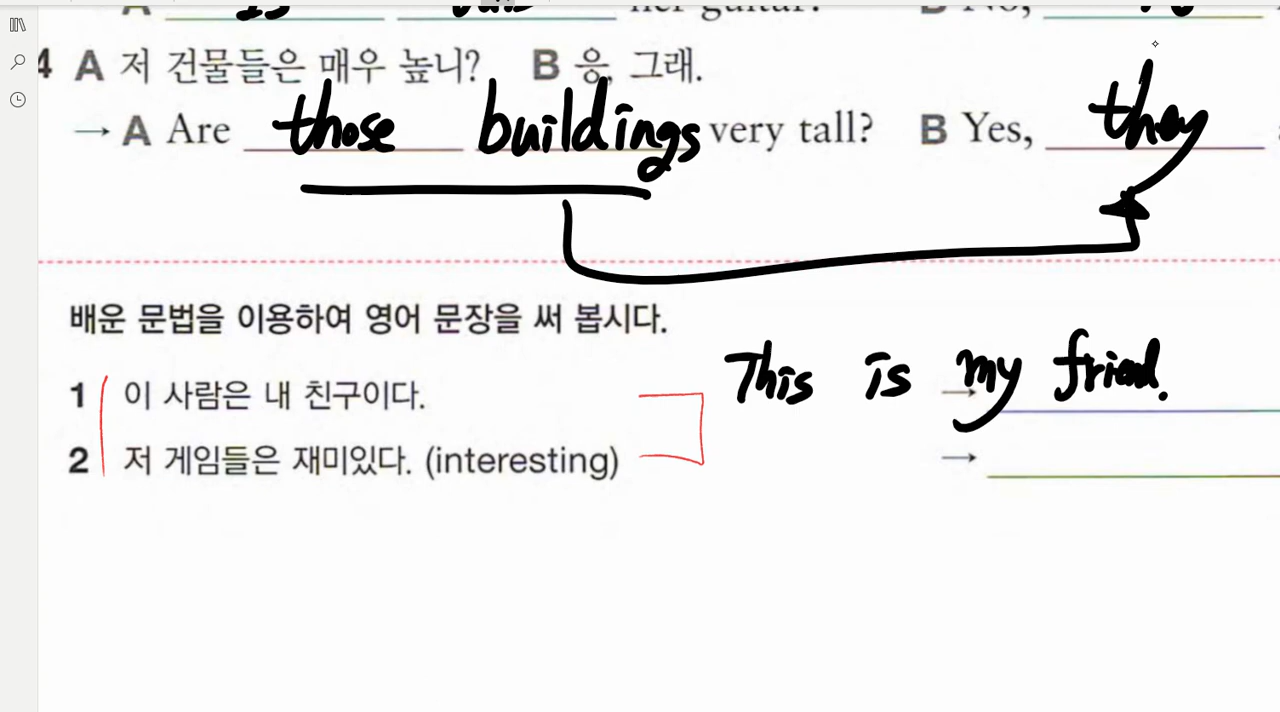 her guitar? B No,
4 A 저 건물들은 매우 높니? B 응, 그래.
→ A Are those buildings very tall? B Yes, they
배운 문법을 이용하여 영어 문장을 써 봅시다.
1 이 사람은 내 친구이다. → This is my friend.
2 저 게임들은 재미있다. (interesting) →